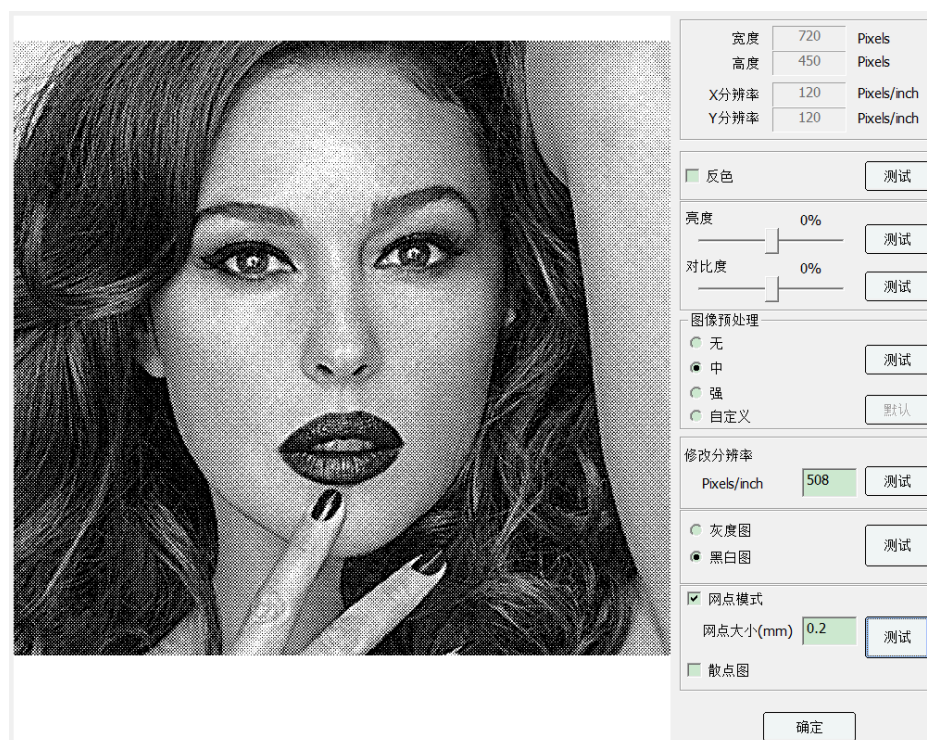 宽度 720 Pixels
高度 450 Pixels
X分辨率 120 Pixels/inch
Y分辨率 120 Pixels/inch
反色 测试
亮度 0% 测试
对比度 0% 测试
图像预处理
无
中 测试
强
自定义 默认
修改分辨率
Pixels/inch 508 测试
灰度图
黑白图 测试
网点模式
网点大小(mm) 0.2 测试
散点图
确定